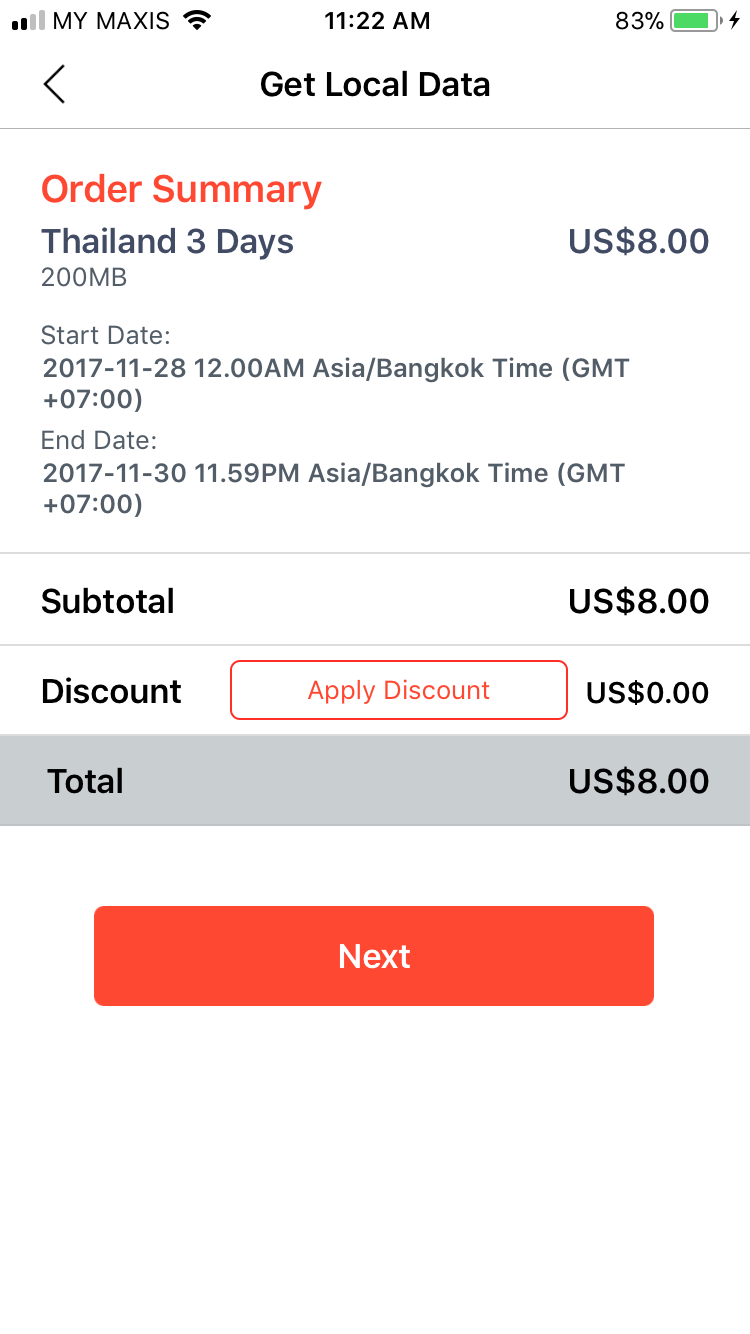 MY MAXIS 11:22 AM 83%
Get Local Data
Order Summary
Thailand 3 Days US$8.00
200MB
Start Date:
2017-11-28 12.00AM Asia/Bangkok Time (GMT
+07:00)
End Date:
2017-11-30 11.59PM Asia/Bangkok Time (GMT
+07:00)
Subtotal US$8.00
Discount Apply Discount US$0.00
Total US$8.00
Next